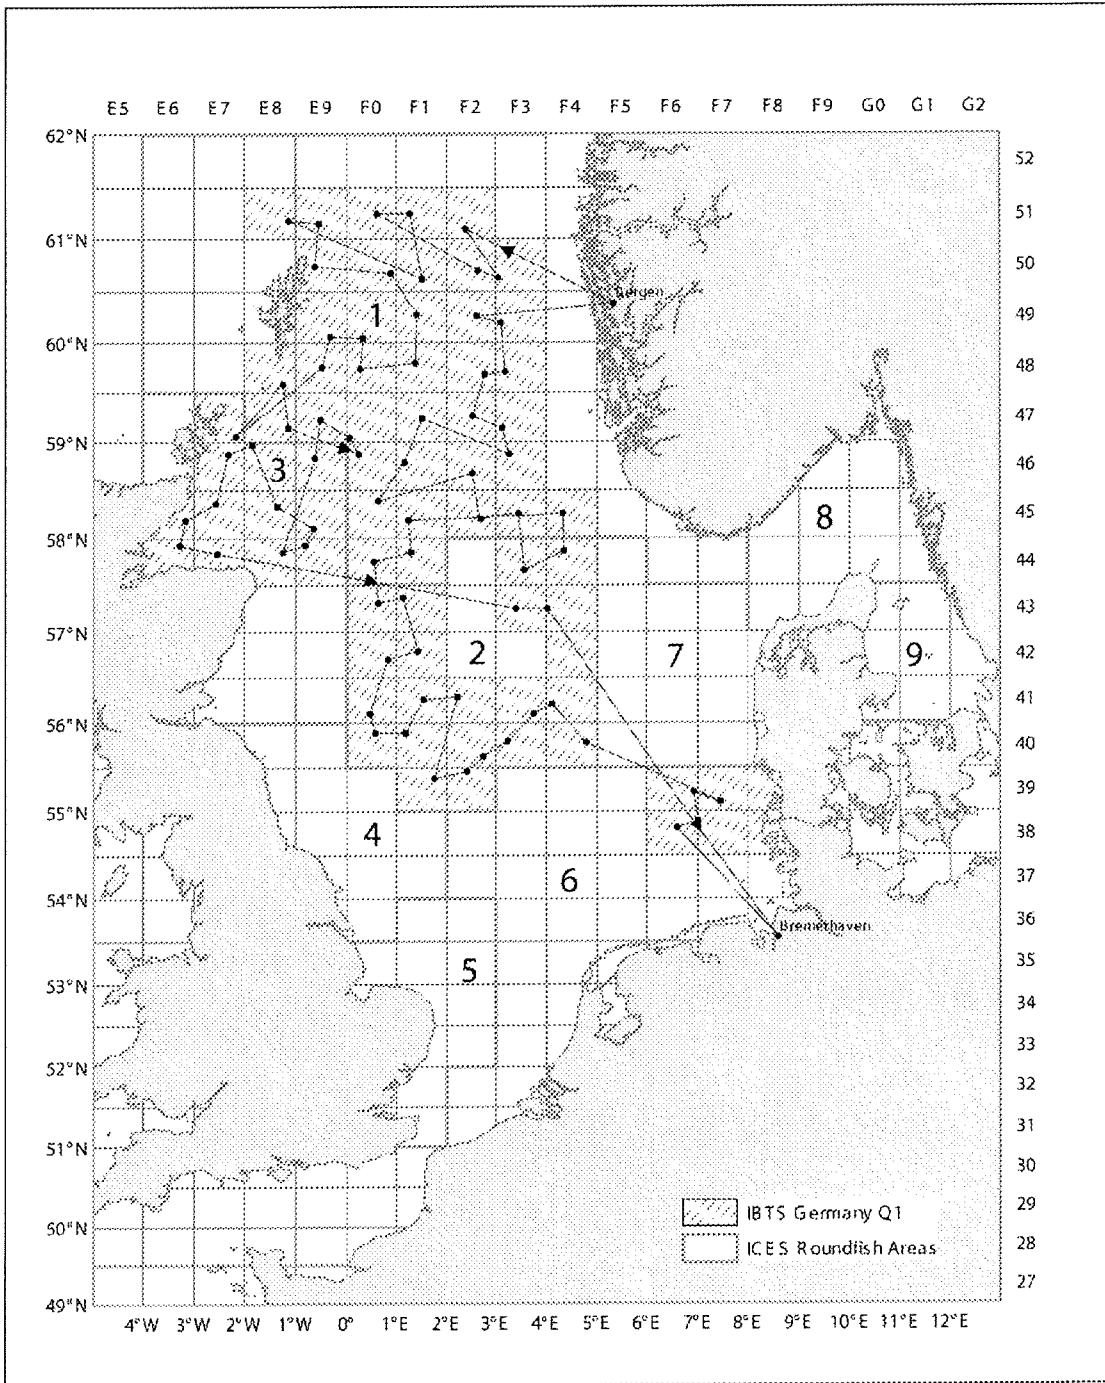 E5 E6 E7 E8 E9 F0 F1 F2 F3 F4 F5 F6 F7 F8 F9 G0 G1 G2
62°N
52
51
61°N
50
Bergen
1
49
60°N
48
47
59°N
3
46
8
45
58°N
44
57°N
43
2
7
9
42
56°N
41
40
55°N
39
4
38
6
37
54°N
36
Bremerhaven
5
35
53°N
34
33
52°N
32
31
51°N
30
IBTS Germany Q1
29
50°N
ICES Roundfish Areas
28
27
49°N
4°W 3°W 2°W 1°W 0° 1°E 2°E 3°E 4°E 5°E 6°E 7°E 8°E 9°E 10°E 11°E 12°E